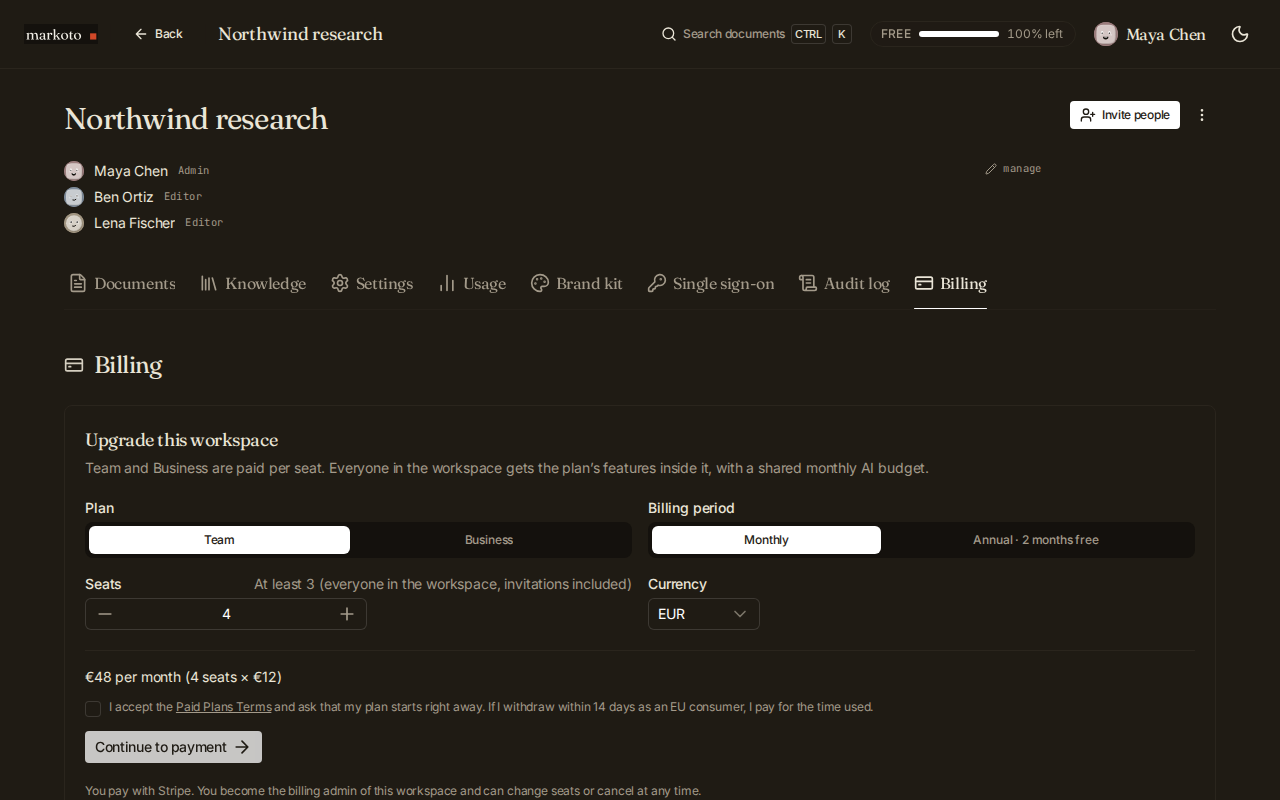 markoto
Back
Northwind research
Search documents CTRL K
FREE 100% left
Maya Chen
Northwind research
Invite people
Maya Chen Admin
manage
Ben Ortiz Editor
Lena Fischer Editor
Documents Knowledge Settings Usage Brand kit Single sign-on Audit log Billing
Billing
Upgrade this workspace
Team and Business are paid per seat. Everyone in the workspace gets the plan’s features inside it, with a shared monthly AI budget.
Plan
Team Business
Billing period
Monthly Annual · 2 months free
Seats At least 3 (everyone in the workspace, invitations included)
4
Currency
EUR
€48 per month (4 seats × €12)
I accept the Paid Plans Terms and ask that my plan starts right away. If I withdraw within 14 days as an EU consumer, I pay for the time used.
Continue to payment
You pay with Stripe. You become the billing admin of this workspace and can change seats or cancel at any time.